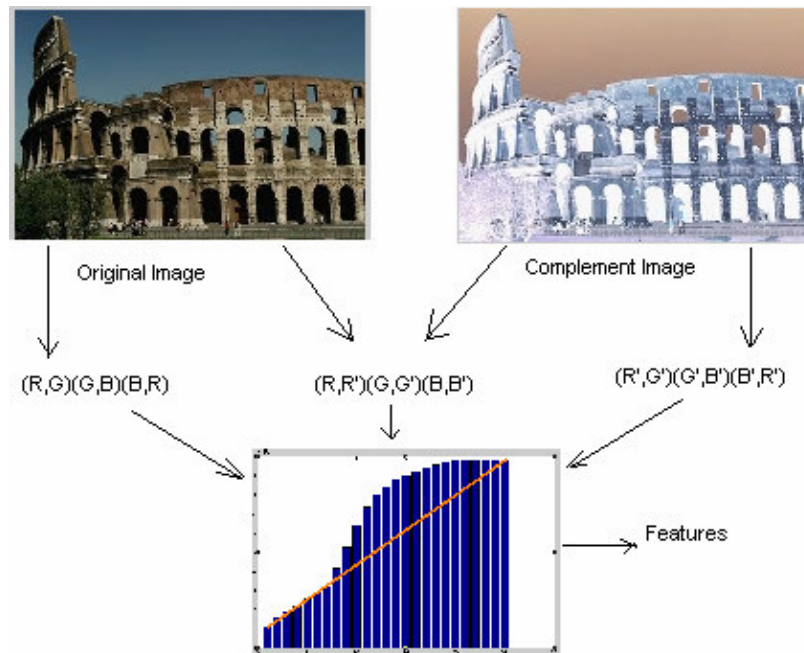 Original Image
Complement Image
(R,G)(G,B)(B,R)
(R,R')(G,G')(B,B')
(R',G')(G',B')(B',R')
Features